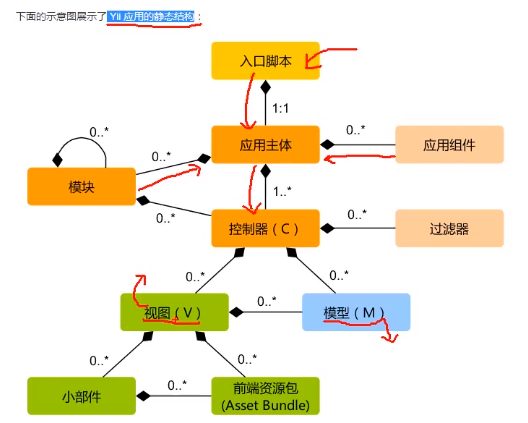 下面的示意图展示了 Yii 应用的静态结构：
入口脚本
1:1
0..*
0..*
0..*
应用主体
应用组件
模块
1..*
0..*
0..*
控制器（C）
过滤器
0..*
0..*
视图（V）
0..*
模型（M）
0..*
0..*
小部件
0..*
前端资源包
(Asset Bundle)